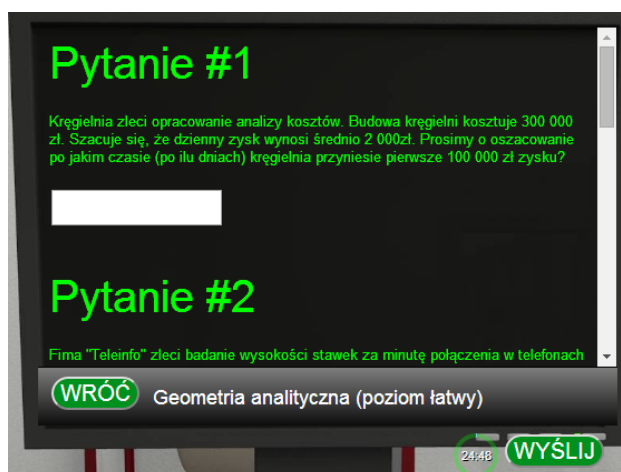 Pytanie #1
Kręgielnia zleci opracowanie analizy kosztów. Budowa kręgielni kosztuje 300 000
zł. Szacuje się, że dzienny zysk wynosi średnio 2 000zł. Prosimy o oszacowanie
po jakim czasie (po ilu dniach) kręgielnia przyniesie pierwsze 100 000 zł zysku?
Pytanie #2
Fima "Teleinfo" zleci badanie wysokości stawek za minutę połączenia w telefonach
WRÓĆ
Geometria analityczna (poziom łatwy)
24:48
WYŚLIJ